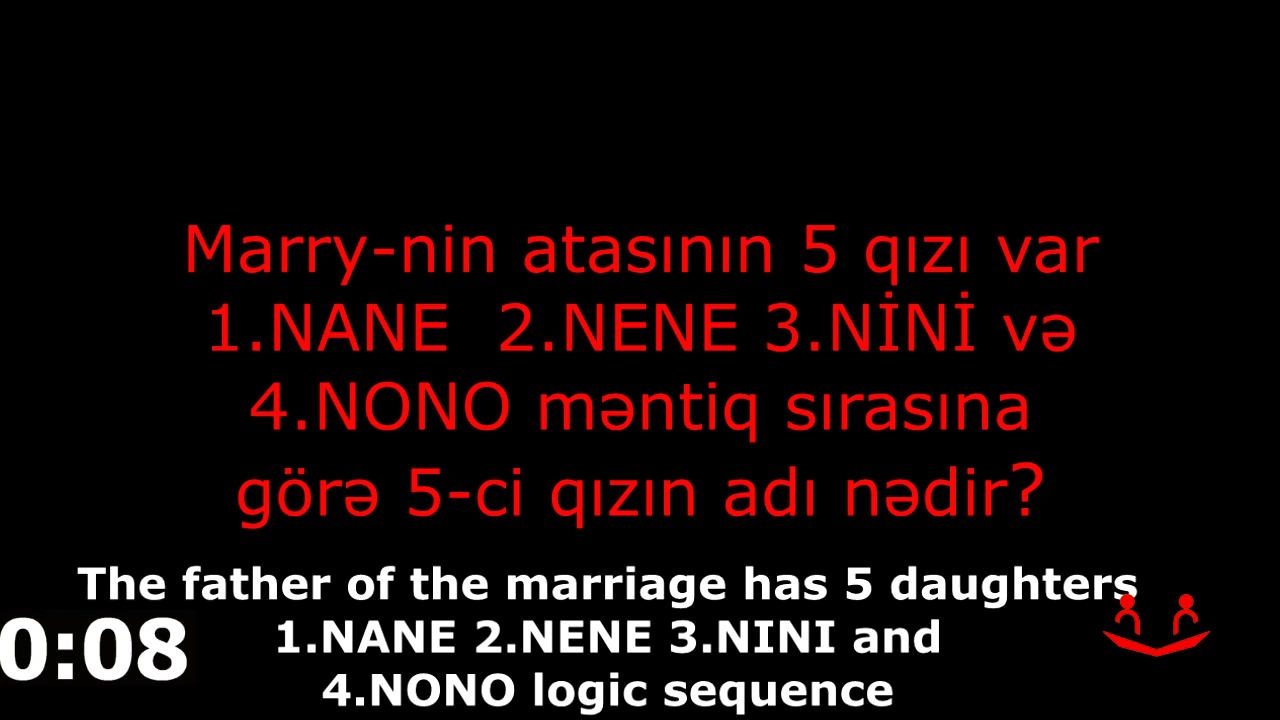 Marry-nin atasının 5 qızı var
1.NANE 2.NENE 3.NİNİ və
4.NONO məntiq sırasına
görə 5-ci qızın adı nədir?
The father of the marriage has 5 daughters
1.NANE 2.NENE 3.NINI and
4.NONO logic sequence
0:08